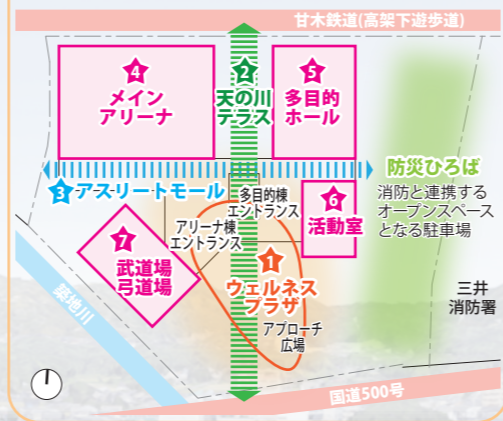 甘木鉄道(高架下遊歩道)
4
メイン
アリーナ
2
天の川
テラス
5
多目的
ホール
防災ひろば
消防と連携する
オープンスペース
となる駐車場
3 アスリートモール
多目的棟
エントランス
アリーナ棟
エントランス
6
活動室
7
武道場
弓道場
1
ウェルネス
プラザ
アプローチ
広場
三井
消防署
築地川
国道500号